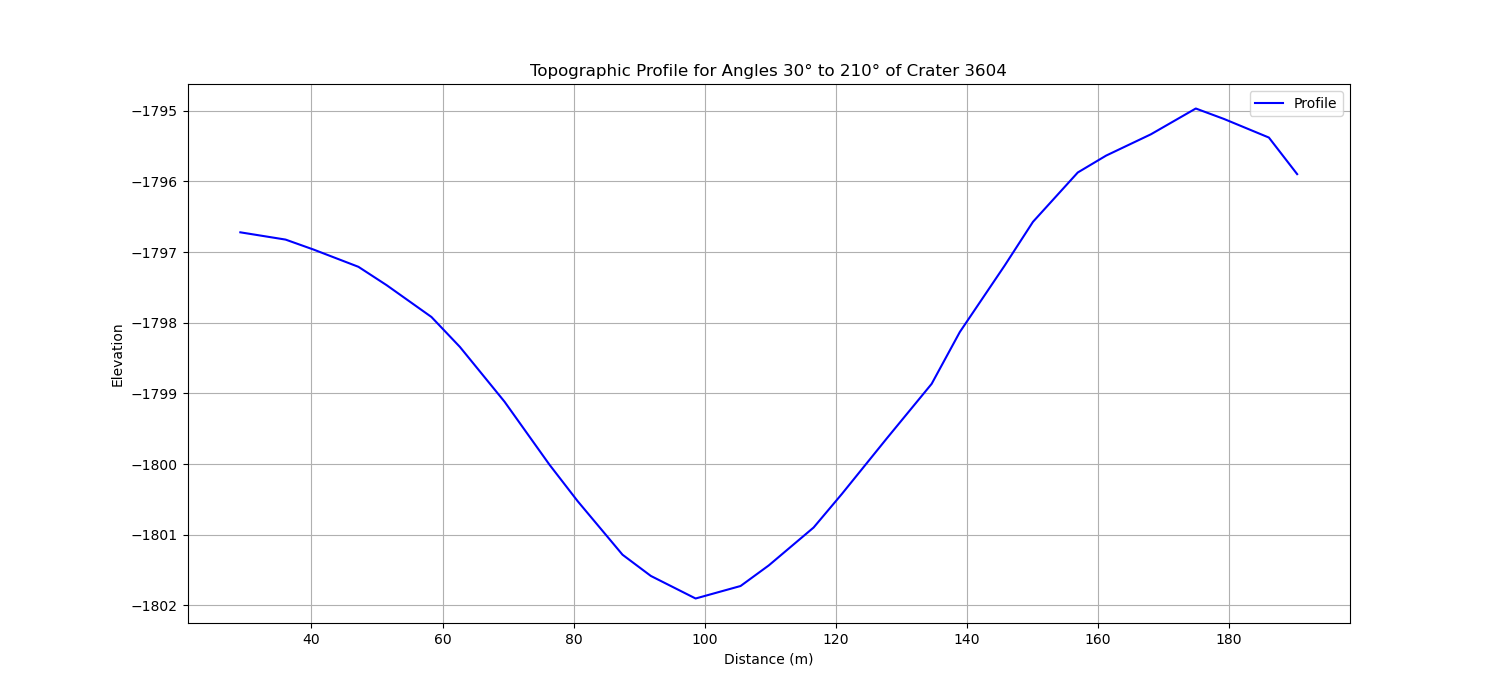 Topographic Profile for Angles 30° to 210° of Crater 3604
Profile
−1795
−1796
−1797
−1798
−1799
−1800
−1801
−1802
Elevation
40 60 80 100 120 140 160 180
Distance (m)